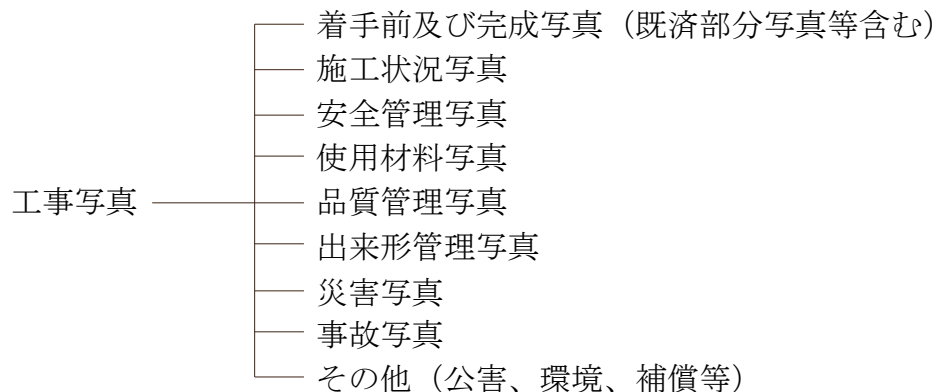 着手前及び完成写真（既済部分写真等含む）
施工状況写真
安全管理写真
使用材料写真
工事写真
品質管理写真
出来形管理写真
災害写真
事故写真
その他（公害、環境、補償等）